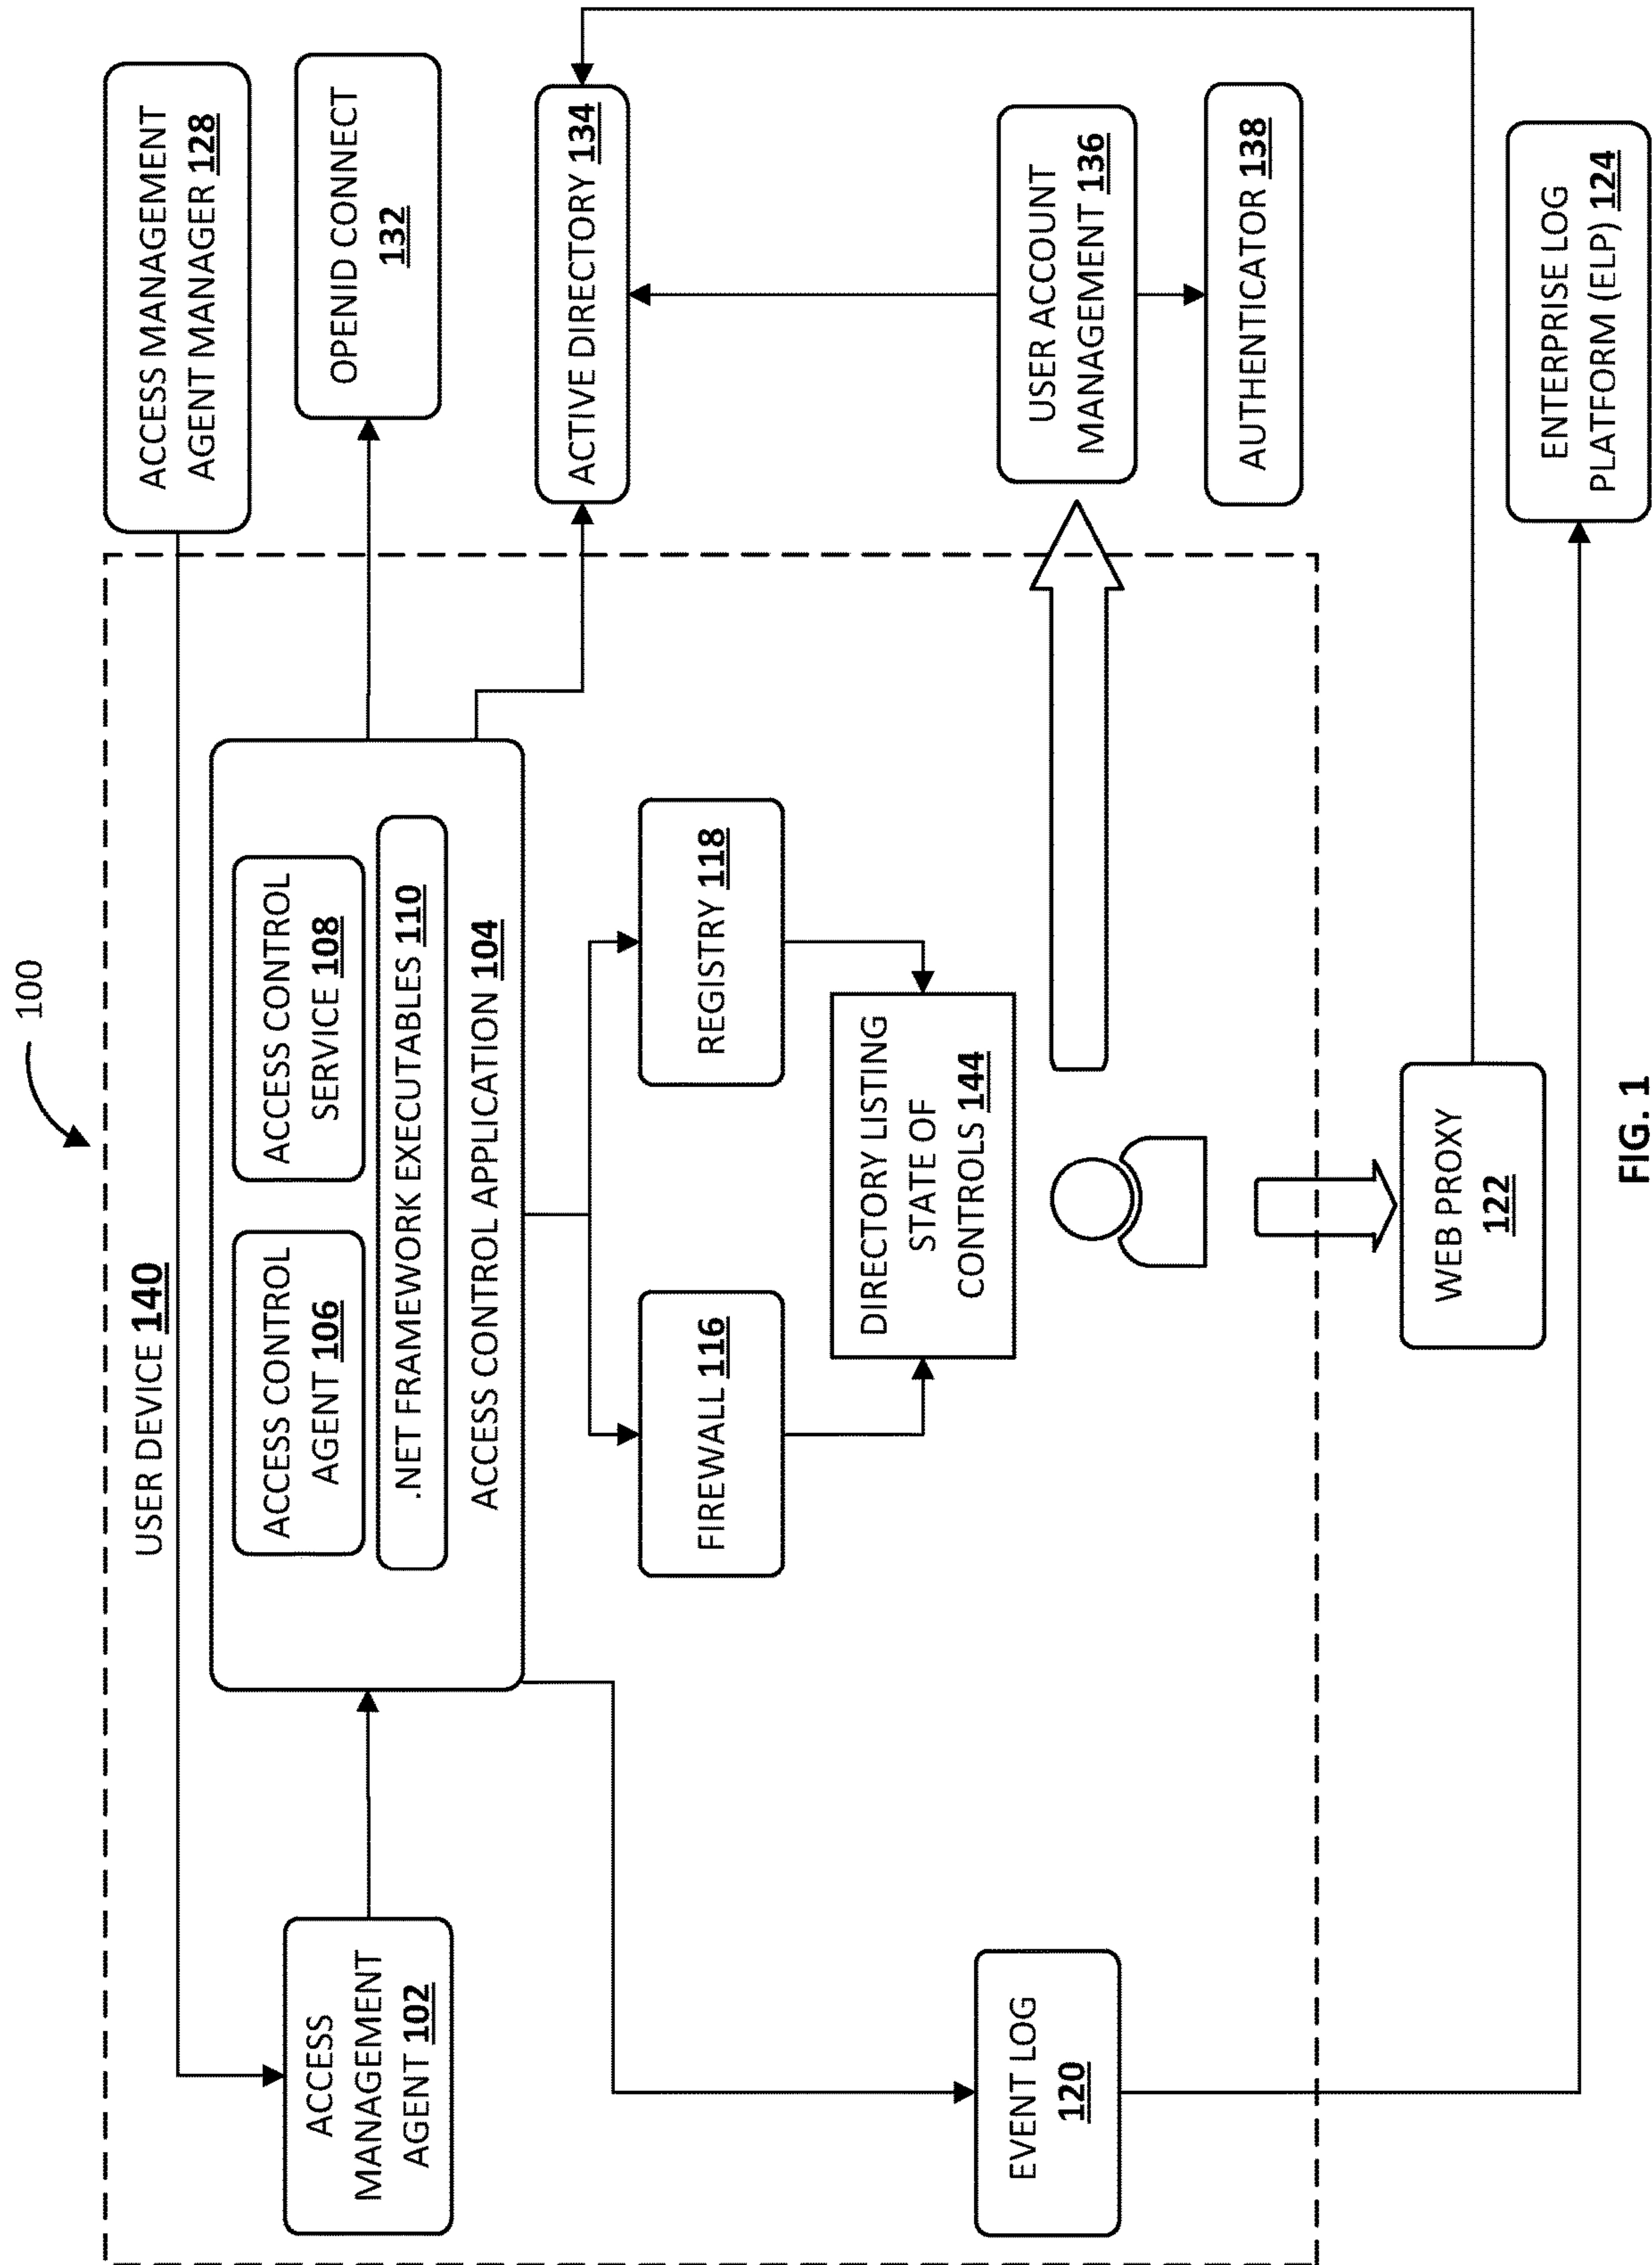 100
USER DEVICE 140
ACCESS MANAGEMENT
AGENT MANAGER 128
ACCESS
MANAGEMENT
AGENT 102
ACCESS CONTROL
AGENT 106
ACCESS CONTROL
SERVICE 108
.NET FRAMEWORK EXECUTABLES 110
ACCESS CONTROL APPLICATION 104
OPENID CONNECT
132
ACTIVE DIRECTORY 134
FIREWALL 116
REGISTRY 118
DIRECTORY LISTING
STATE OF
CONTROLS 144
USER ACCOUNT
MANAGEMENT 136
AUTHENTICATOR 138
EVENT LOG
120
WEB PROXY
122
ENTERPRISE LOG
PLATFORM (ELP) 124
FIG. 1